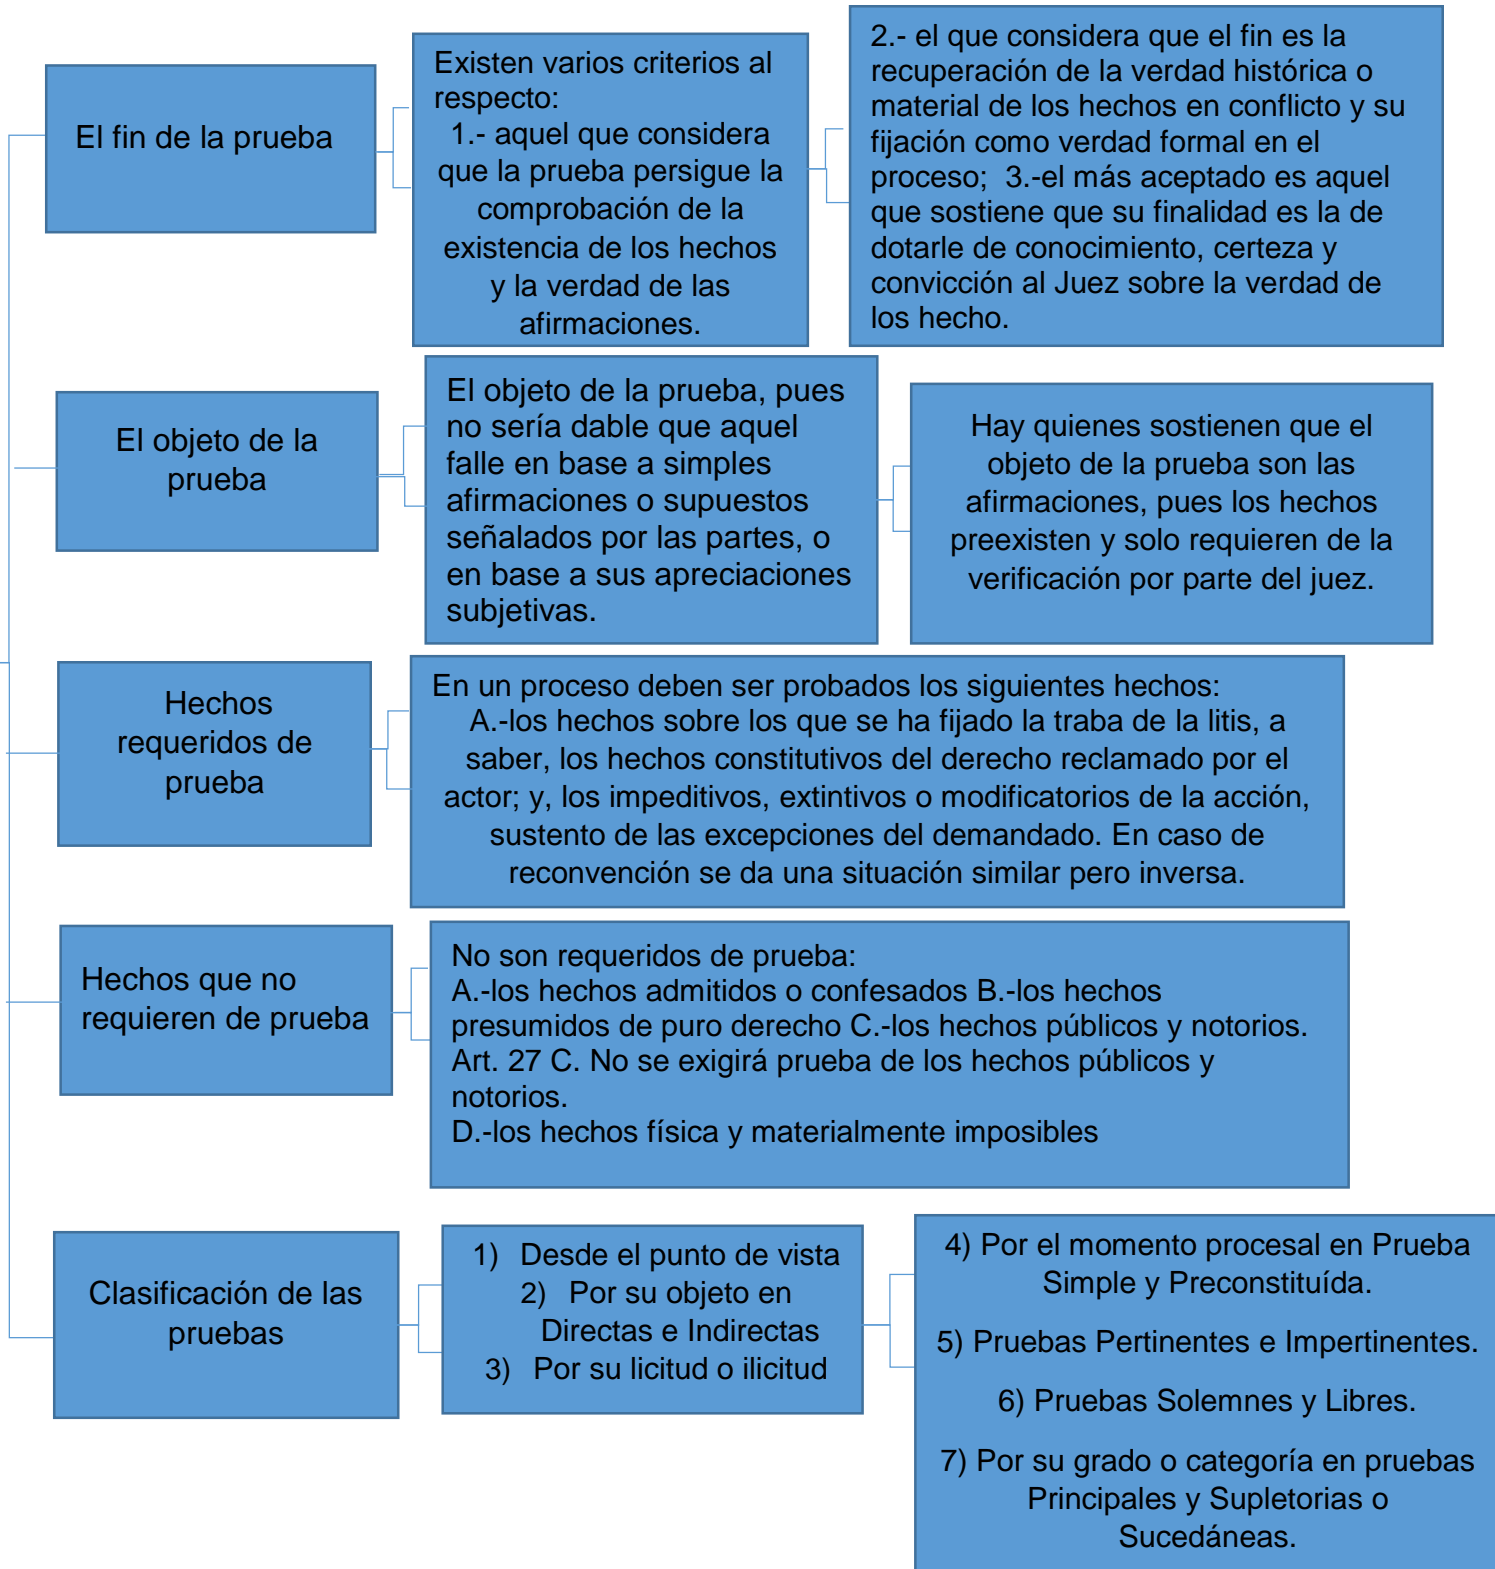 El fin de la prueba
Existen varios criterios al
respecto:
1.- aquel que considera
que la prueba persigue la
comprobación de la
existencia de los hechos
y la verdad de las
afirmaciones.
2.- el que considera que el fin es la
recuperación de la verdad histórica o
material de los hechos en conflicto y su
fijación como verdad formal en el
proceso; 3.-el más aceptado es aquel
que sostiene que su finalidad es la de
dotarle de conocimiento, certeza y
convicción al Juez sobre la verdad de
los hecho.
El objeto de la
prueba
El objeto de la prueba, pues
no sería dable que aquel
falle en base a simples
afirmaciones o supuestos
señalados por las partes, o
en base a sus apreciaciones
subjetivas.
Hay quienes sostienen que el
objeto de la prueba son las
afirmaciones, pues los hechos
preexisten y solo requieren de la
verificación por parte del juez.
Hechos
requeridos de
prueba
En un proceso deben ser probados los siguientes hechos:
A.-los hechos sobre los que se ha fijado la traba de la litis, a
saber, los hechos constitutivos del derecho reclamado por el
actor; y, los impeditivos, extintivos o modificatorios de la acción,
sustento de las excepciones del demandado. En caso de
reconvención se da una situación similar pero inversa.
Hechos que no
requieren de prueba
No son requeridos de prueba:
A.-los hechos admitidos o confesados B.-los hechos
presumidos de puro derecho C.-los hechos públicos y notorios.
Art. 27 C. No se exigirá prueba de los hechos públicos y
notorios.
D.-los hechos física y materialmente imposibles
Clasificación de las
pruebas
1) Desde el punto de vista
2) Por su objeto en
Directas e Indirectas
3) Por su licitud o ilicitud
4) Por el momento procesal en Prueba
Simple y Preconstituída.
5) Pruebas Pertinentes e Impertinentes.
6) Pruebas Solemnes y Libres.
7) Por su grado o categoría en pruebas
Principales y Supletorias o
Sucedáneas.